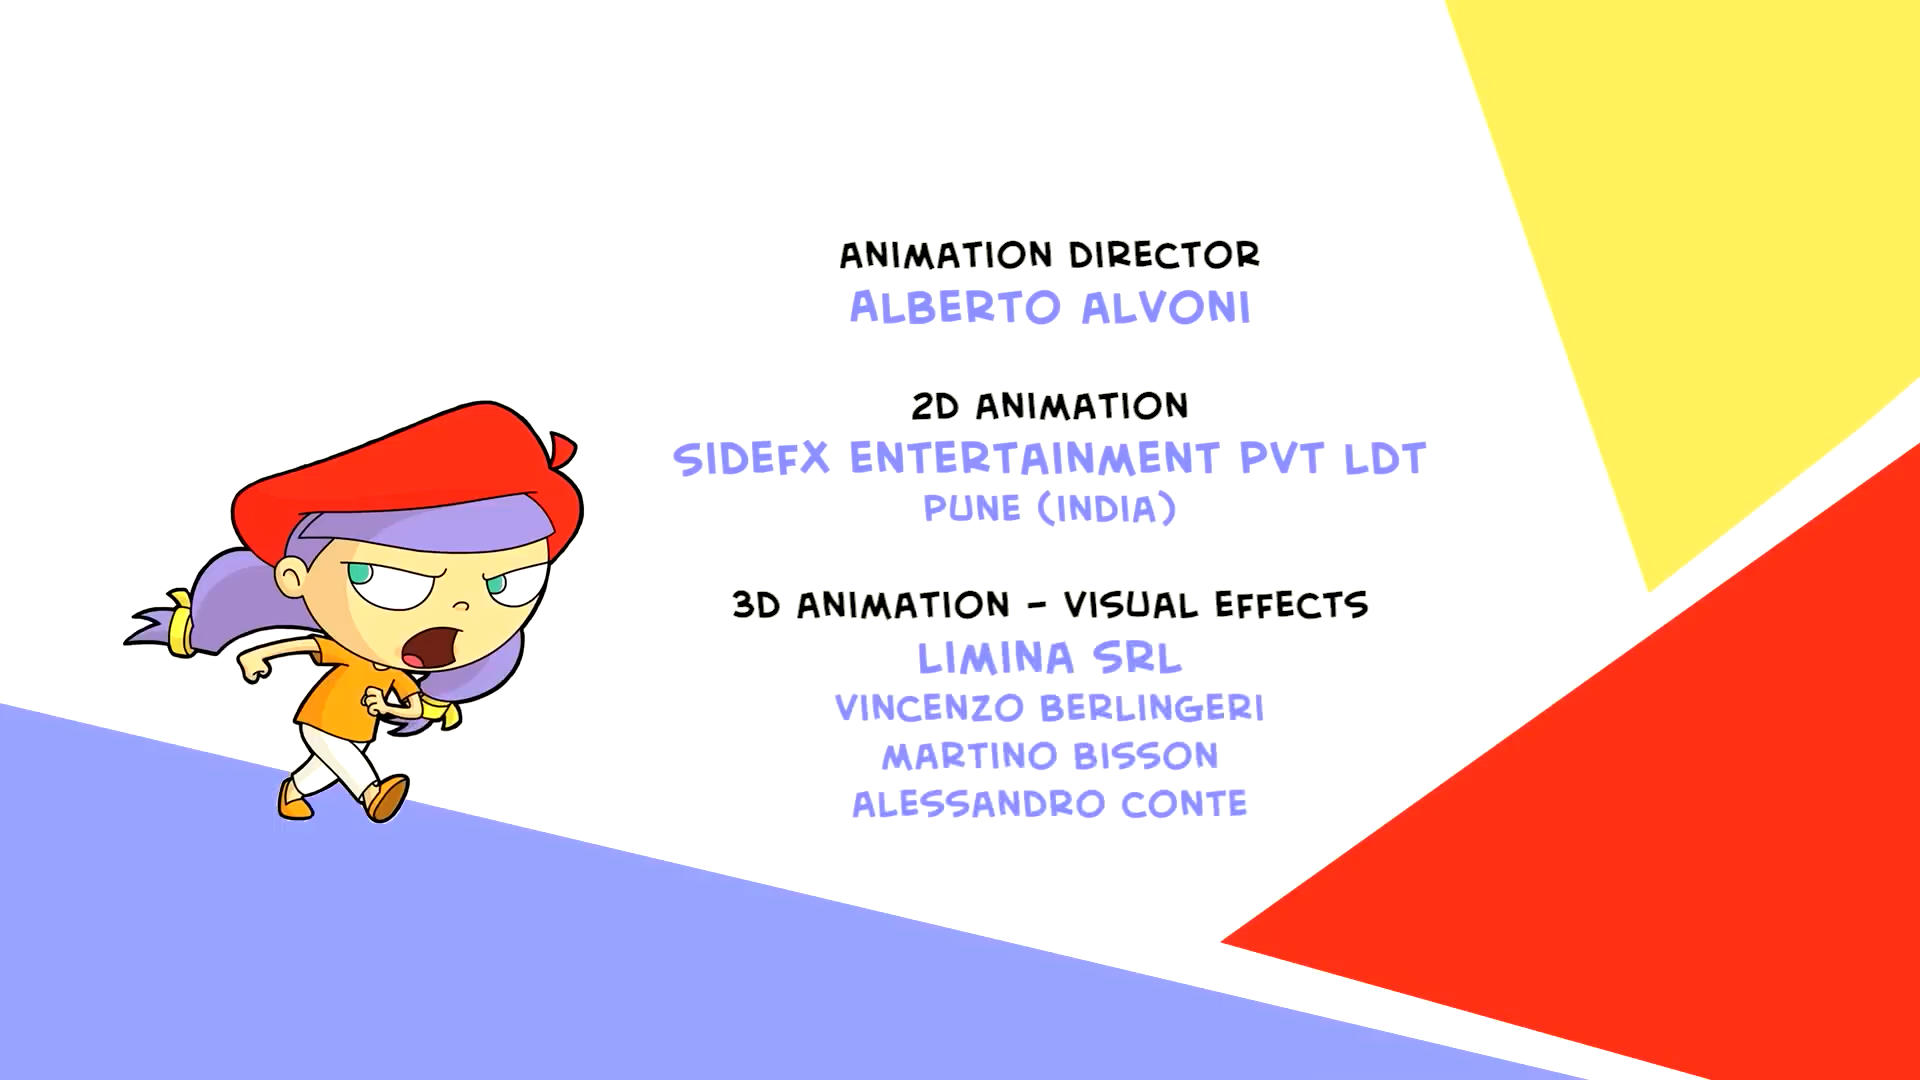 ANIMATION DIRECTOR
ALBERTO ALVONI
2D ANIMATION
SIDEFX ENTERTAINMENT PVT LDT
PUNE (INDIA)
3D ANIMATION - VISUAL EFFECTS
LIMINA SRL
VINCENZO BERLINGERI
MARTINO BISSON
ALESSANDRO CONTE